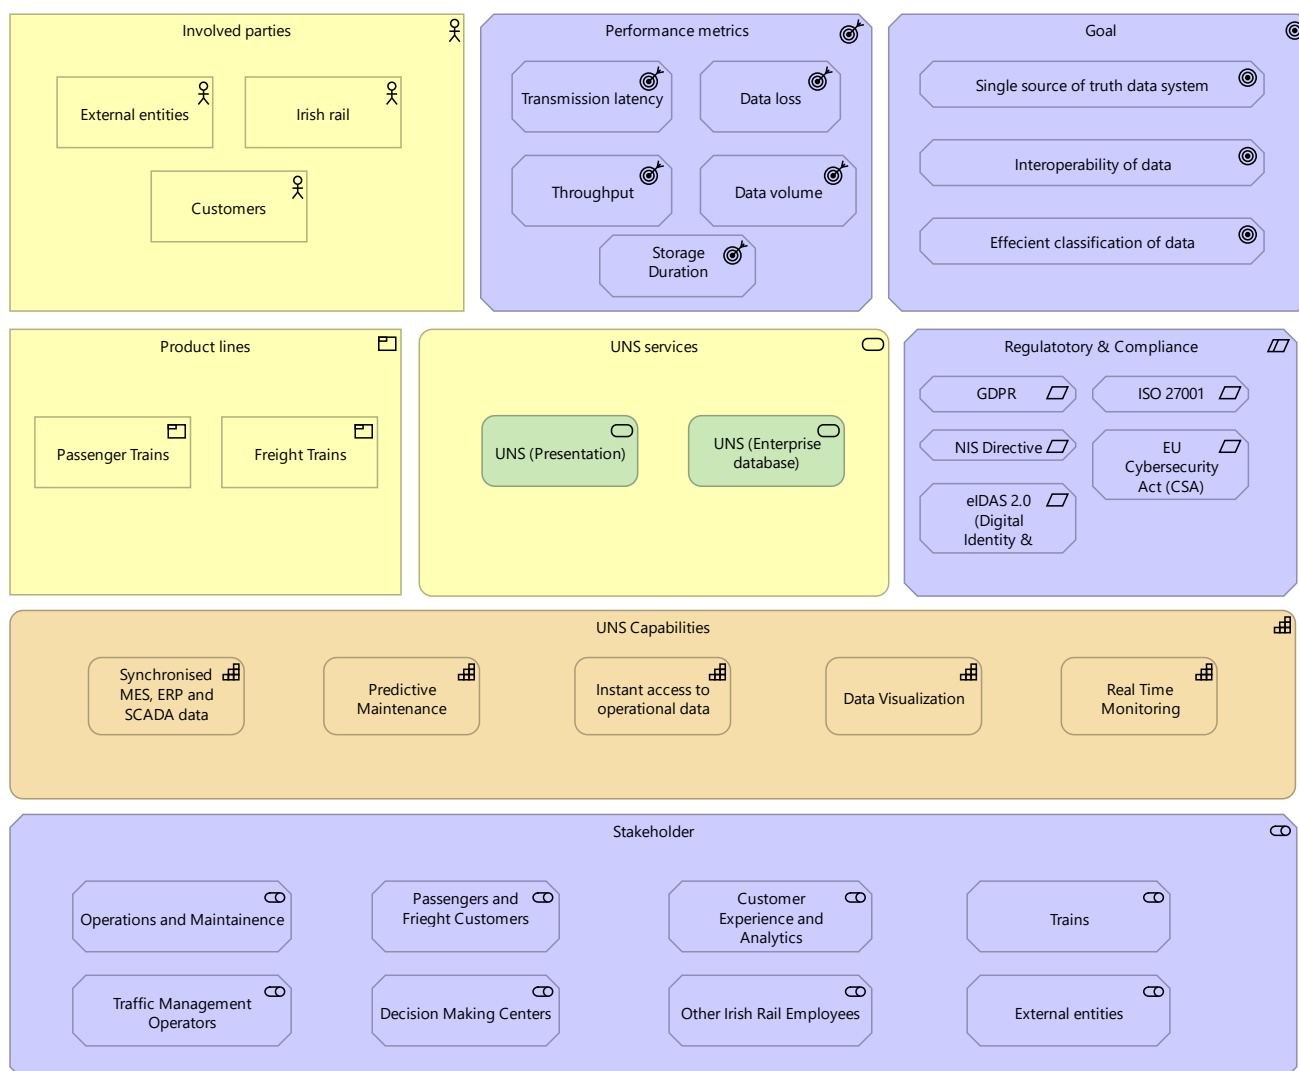 Involved parties
External entities
Irish rail
Customers
Performance metrics
Transmission latency
Data loss
Throughput
Data volume
Storage
Duration
Goal
Single source of truth data system
Interoperability of data
Effecient classification of data
Product lines
Passenger Trains
Freight Trains
UNS services
UNS (Presentation)
UNS (Enterprise
database)
Regulatotory & Compliance
GDPR
ISO 27001
NIS Directive
EU
Cybersecurity
Act (CSA)
eIDAS 2.0
(Digital
Identity &
UNS Capabilities
Synchronised
MES, ERP and
SCADA data
Predictive
Maintenance
Instant access to
operational data
Data Visualization
Real Time
Monitoring
Stakeholder
Operations and Maintainence
Passengers and
Frieght Customers
Customer
Experience and
Analytics
Trains
Traffic Management
Operators
Decision Making Centers
Other Irish Rail Employees
External entities